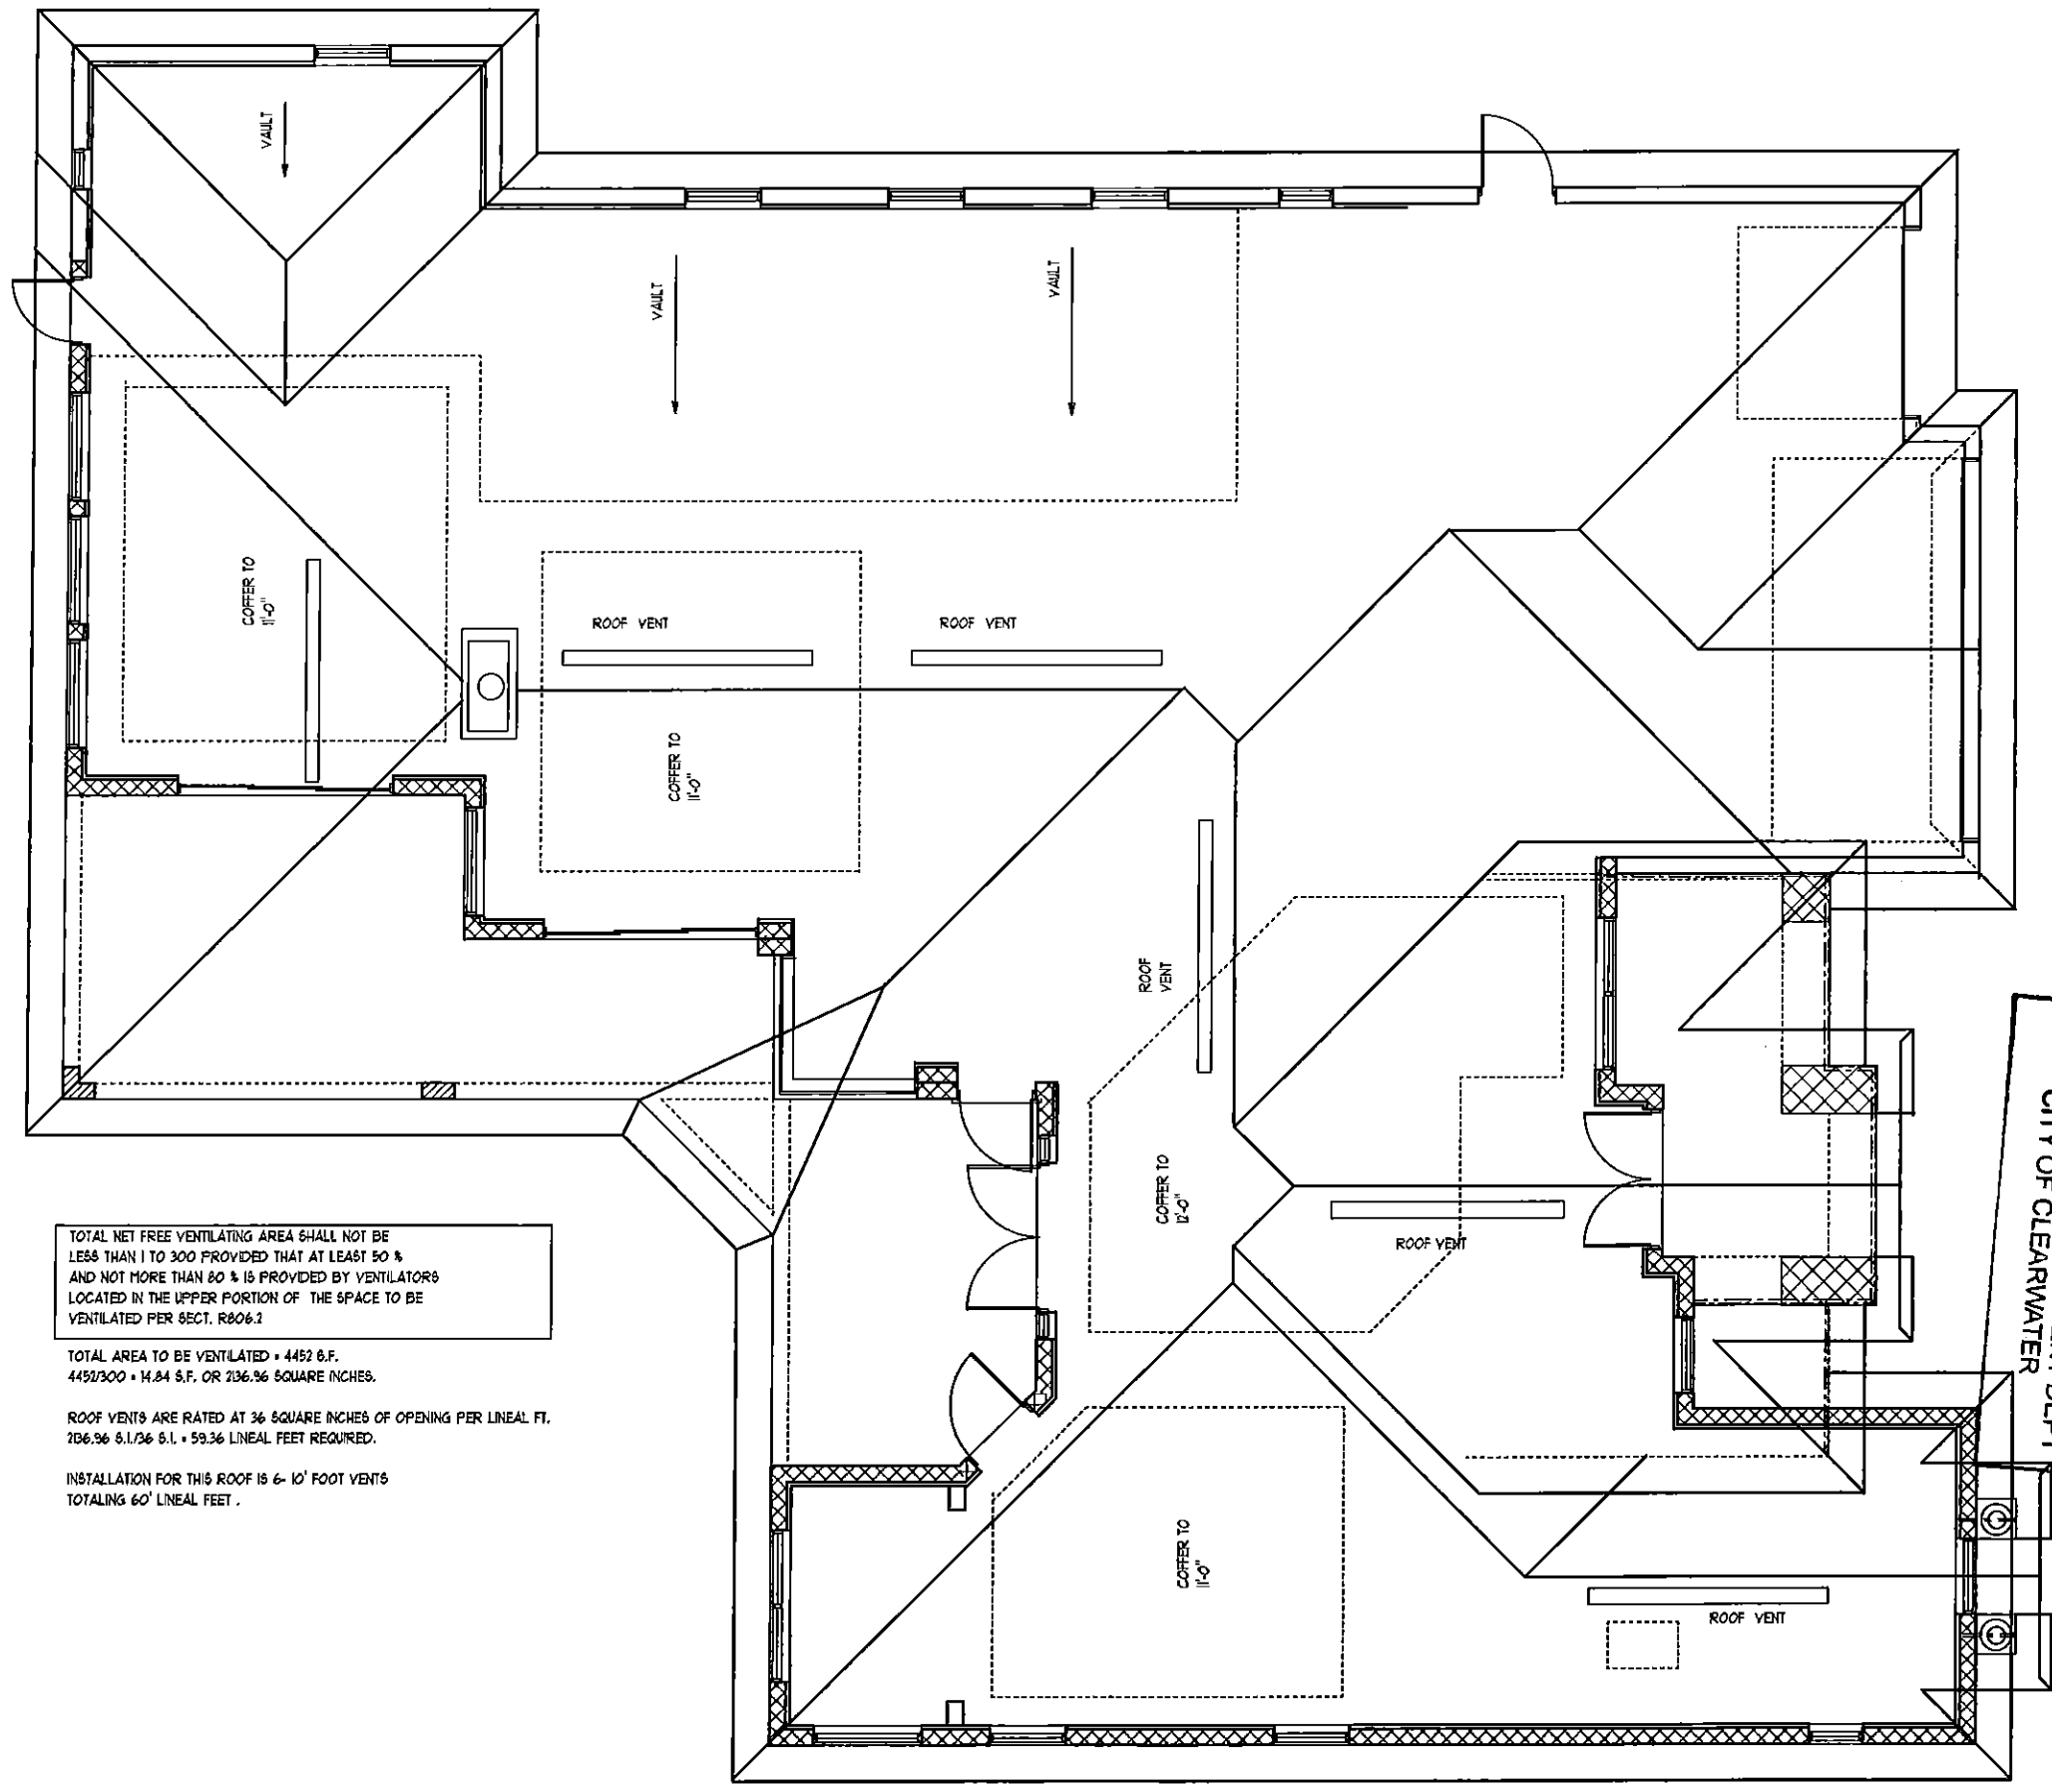 VAULT
VAULT
VAULT
COFFER TO
11'-0"
ROOF VENT
ROOF VENT
COFFER TO
11'-0"
ROOF
VENT
COFFER TO
12'-0"
ROOF VENT
CITY OF CLEARWATER
TOTAL NET FREE VENTILATING AREA SHALL NOT BE
LESS THAN 1 TO 300 PROVIDED THAT AT LEAST 50 %
AND NOT MORE THAN 80 % IS PROVIDED BY VENTILATORS
LOCATED IN THE UPPER PORTION OF THE SPACE TO BE
VENTILATED PER SECT. R806.2
TOTAL AREA TO BE VENTILATED = 4452 S.F.
4452/300 = 14.84 S.F. OR 2136.96 SQUARE INCHES.
ROOF VENTS ARE RATED AT 36 SQUARE INCHES OF OPENING PER LINEAL FT.
2136.96 S.I./36 S.I. = 59.36 LINEAL FEET REQUIRED.
INSTALLATION FOR THIS ROOF IS 6- 10' FOOT VENTS
TOTALING 60' LINEAL FEET .
COFFER TO
11'-0"
ROOF VENT